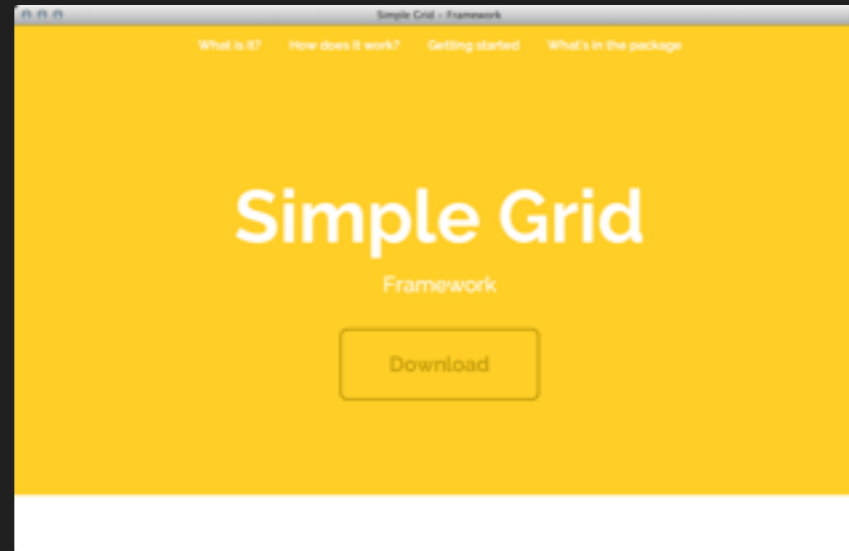 Simple Grid - Framework
What is it? How does it work? Getting started What's in the package
Simple Grid
Framework
Download